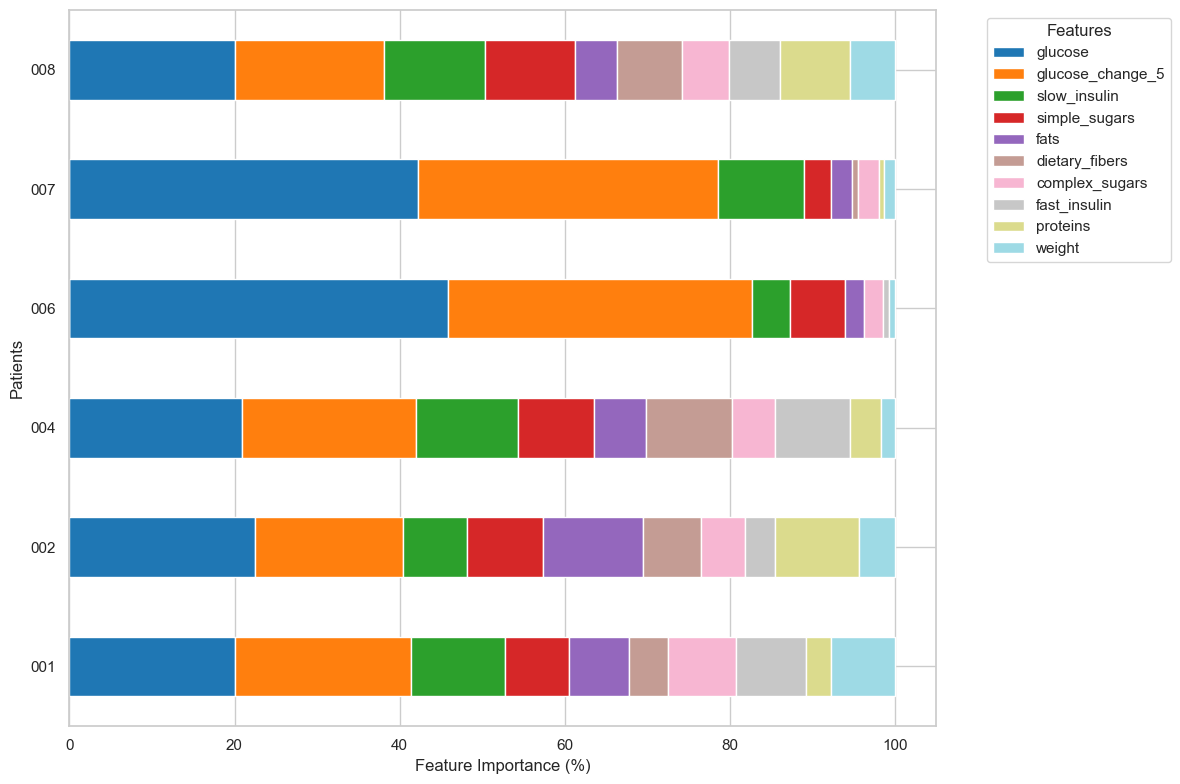 008
007
006
004
002
001
Patients
0 20 40 60 80 100
Feature Importance (%)
Features
glucose
glucose_change_5
slow_insulin
simple_sugars
fats
dietary_fibers
complex_sugars
fast_insulin
proteins
weight